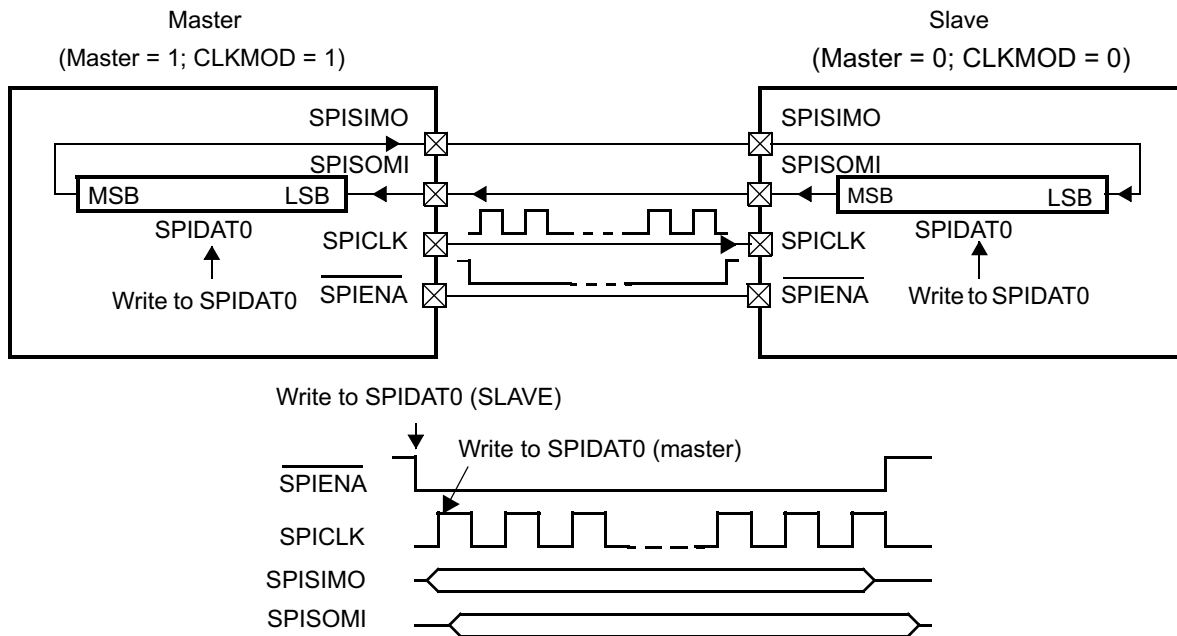 Master
(Master = 1; CLKMOD = 1)
Slave
(Master = 0; CLKMOD = 0)
SPISIMO
SPISIMO
SPISOMI
SPISOMI
MSB LSB
MSB LSB
SPIDAT0
SPICLK
SPICLK
SPIDAT0
Write to SPIDAT0
SPIENA
SPIENA
Write to SPIDAT0
Write to SPIDAT0 (SLAVE)
Write to SPIDAT0 (master)
SPIENA
SPICLK
SPISIMO
SPISOMI